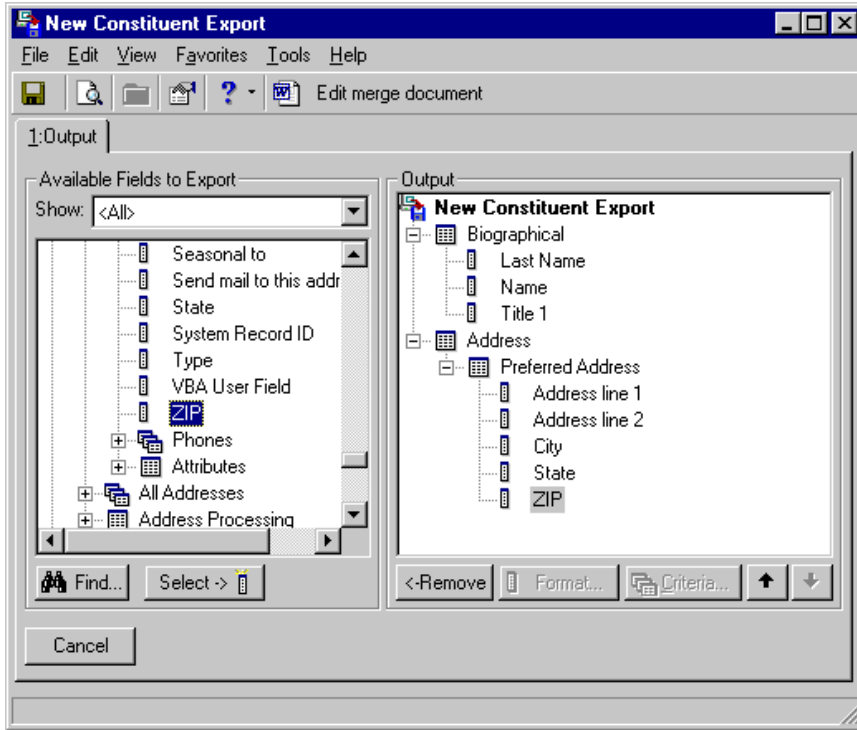 New Constituent Export
File Edit View Favorites Tools Help
? Edit merge document
1:Output
Available Fields to Export
Show: <All>
Seasonal to
Send mail to this addr
State
System Record ID
Type
VBA User Field
ZIP
Phones
Attributes
All Addresses
Address Processing
Find...
Select ->
Output
New Constituent Export
Biographical
Last Name
Name
Title 1
Address
Preferred Address
Address line 1
Address line 2
City
State
ZIP
<-Remove
Format...
Criteria...
Cancel